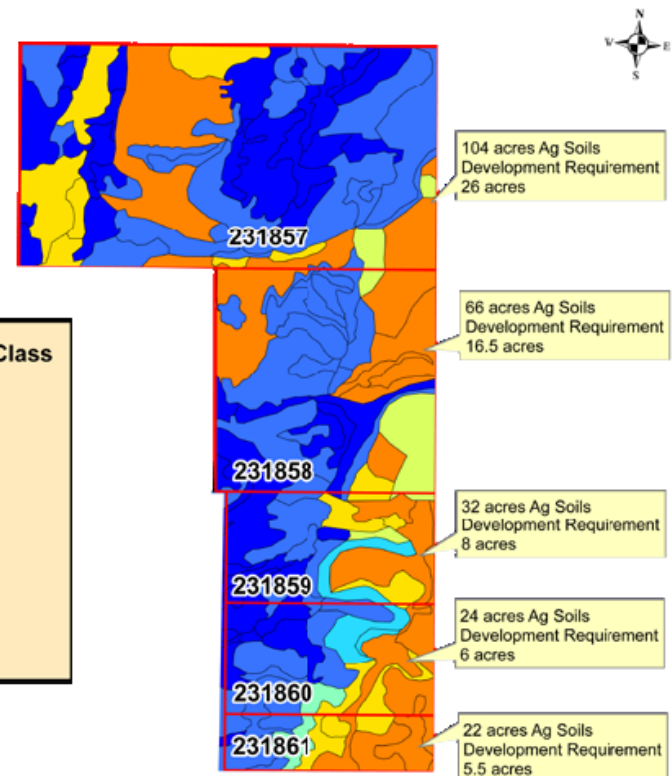 N
V
E
S
104 acres Ag Soils
Development Requirement
26 acres
231857
66 acres Ag Soils
Development Requirement
16.5 acres
Class
231858
32 acres Ag Soils
Development Requirement
8 acres
231859
24 acres Ag Soils
Development Requirement
6 acres
231860
22 acres Ag Soils
Development Requirement
5.5 acres
231861